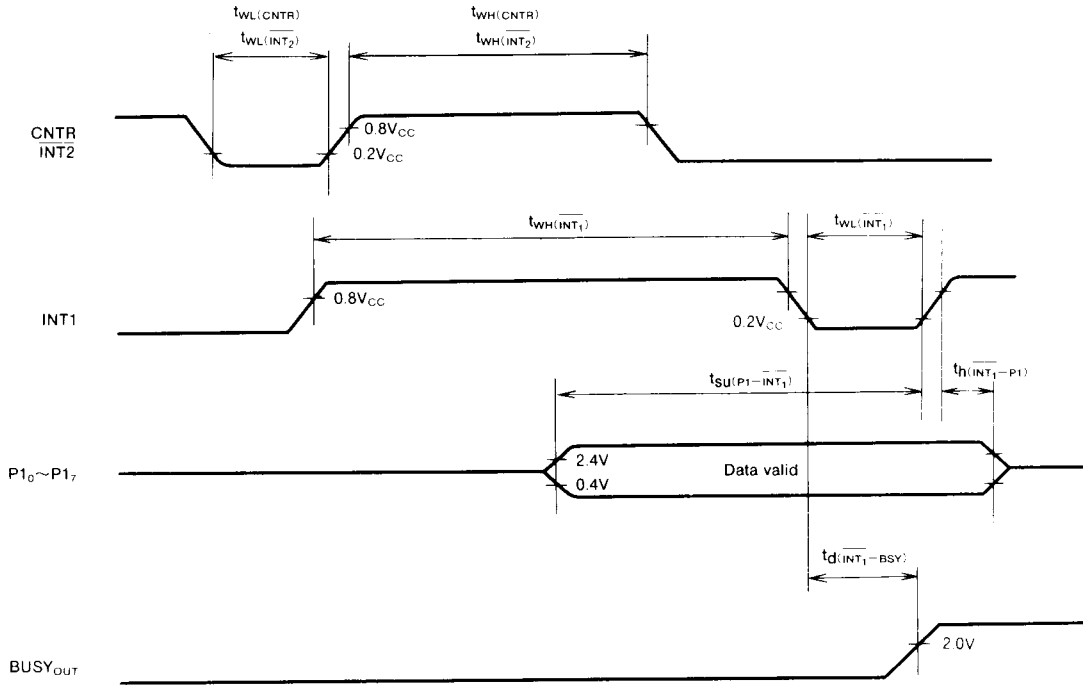 tWL(CNTR) tWH(CNTR)
tWL(INT2) tWH(INT2)
CNTR
INT2
0.8VCC
0.2VCC
tWH(INT1) tWL(INT1)
INT1
0.8VCC
0.2VCC
tsu(P1−INT1) th(INT1−P1)
P10~P17
2.4V
Data valid
0.4V
td(INT1−BSY)
BUSYOUT
2.0V